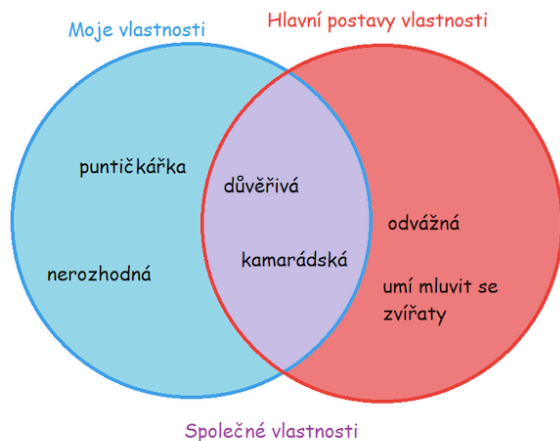 Moje vlastnosti
Hlavní postavy vlastnosti
puntičkářka
důvěřivá
odvážná
kamarádská
nerozhodná
umí mluvit se
zvířaty
Společné vlastnosti